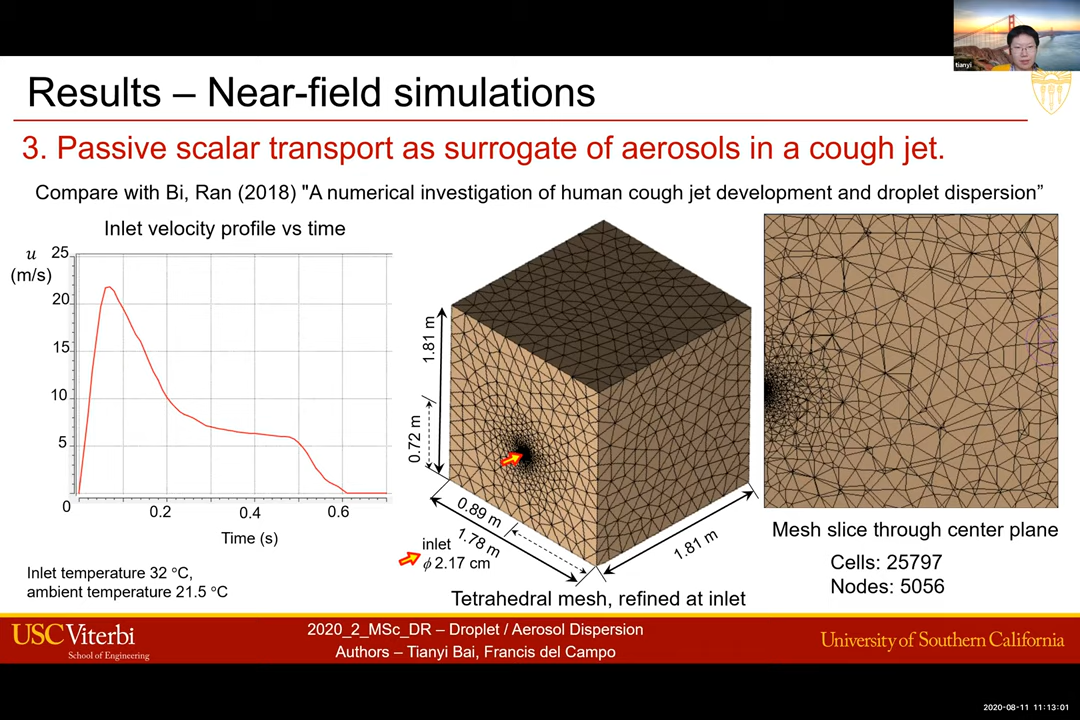 tianyi
Results – Near-field simulations
3. Passive scalar transport as surrogate of aerosols in a cough jet.
Compare with Bi, Ran (2018) "A numerical investigation of human cough jet development and droplet dispersion”
Inlet velocity profile vs time
u
(m/s)
25
20
15
10
5
0
0.2
0.4
0.6
Time (s)
Inlet temperature 32 °C,
ambient temperature 21.5 °C
1.81 m
0.72 m
0.89 m
1.78 m
1.81 m
inlet
ϕ 2.17 cm
Tetrahedral mesh, refined at inlet
Mesh slice through center plane
Cells: 25797
Nodes: 5056
USC Viterbi
School of Engineering
2020_2_MSc_DR – Droplet / Aerosol Dispersion
Authors – Tianyi Bai, Francis del Campo
University of Southern California
2020-08-11 11:13:01